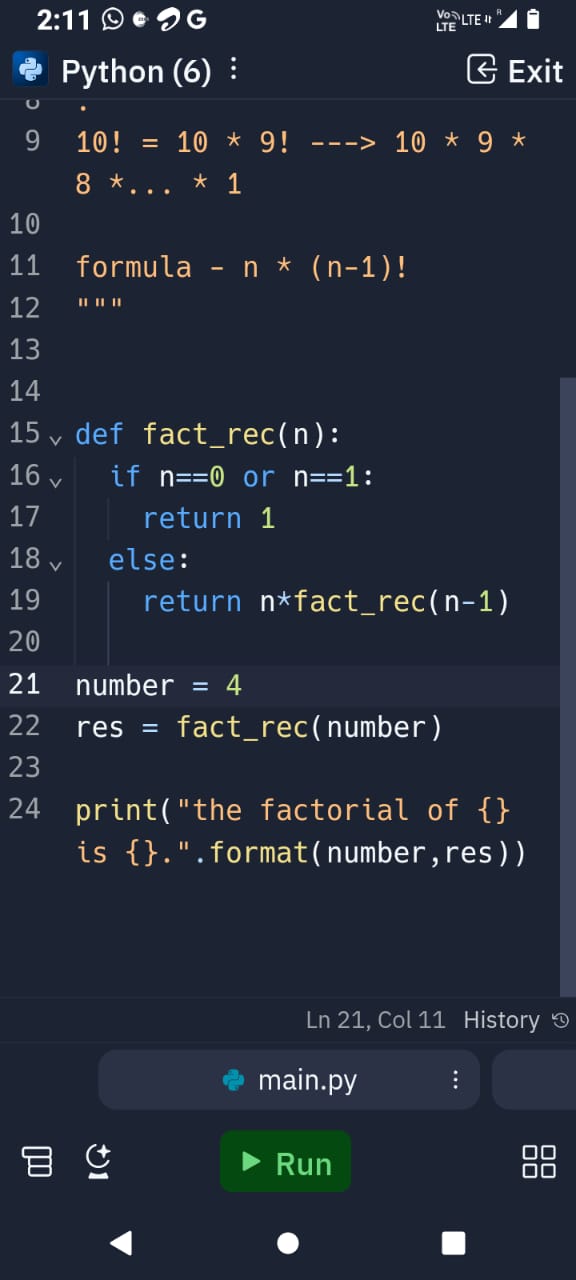 2:11 G Vo LTE LTE R
Python (6) Exit
8 .
9 10! = 10 * 9! ---> 10 * 9 *
8 *... * 1
10
11 formula - n * (n-1)!
12 """
13
14
15 def fact_rec(n):
16 if n==0 or n==1:
17 return 1
18 else:
19 return n*fact_rec(n-1)
20
21 number = 4
22 res = fact_rec(number)
23
24 print("the factorial of {}
is {}.".format(number,res))
Ln 21, Col 11 History
main.py
Run